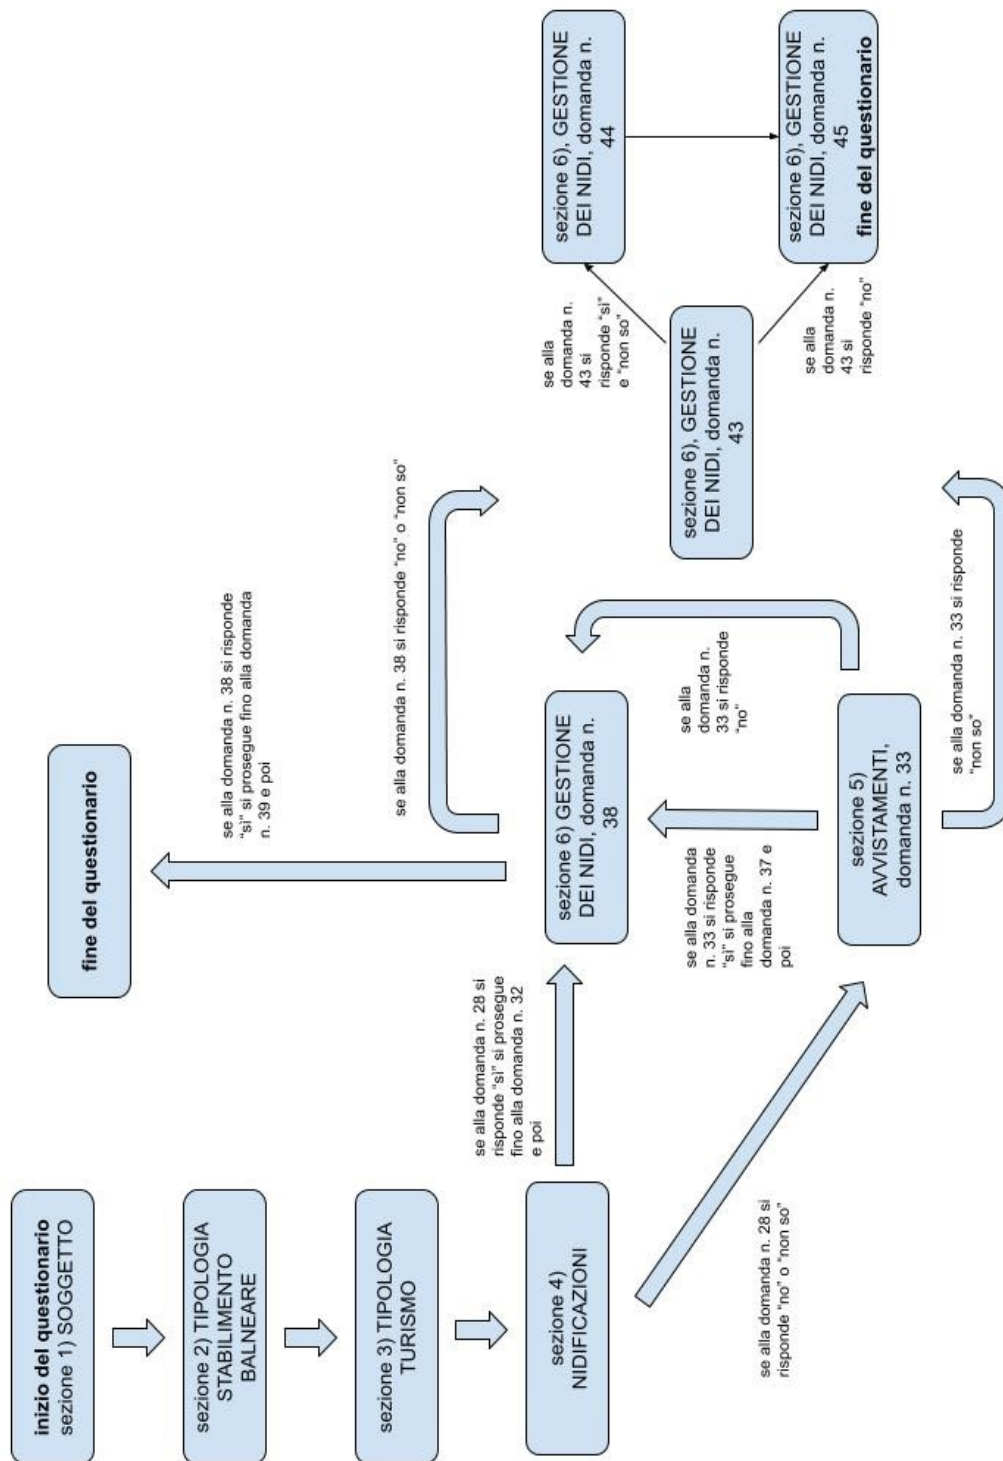 inizio del questionario
sezione 1) SOGGETTO
sezione 2) TIPOLOGIA
STABILIMENTO
BALNEARE
sezione 3) TIPOLOGIA
TURISMO
sezione 4)
NIDIFICAZIONI
se alla domanda n. 28 si
risponde “sì” si prosegue
fino alla domanda n. 32
e poi
se alla domanda n. 28 si
risponde “no” o “non so”
fine del questionario
se alla domanda n. 38 si risponde
“sì” si prosegue fino alla domanda
n. 39 e poi
se alla domanda n. 38 si risponde “no” o “non so”
sezione 6) GESTIONE
DEI NIDI, domanda n.
38
se alla domanda
n. 33 si risponde
“sì” si prosegue
fino alla
domanda n. 37 e
poi
se alla
domanda n.
33 si risponde
“no”
sezione 5)
AVVISTAMENTI,
domanda n. 33
se alla domanda n. 33 si risponde
“non so”
sezione 6), GESTIONE
DEI NIDI, domanda n.
43
se alla
domanda n.
43 si
risponde “sì”
e “non so”
se alla
domanda n.
43 si
risponde “no”
sezione 6), GESTIONE
DEI NIDI, domanda n.
44
sezione 6), GESTIONE
DEI NIDI, domanda n.
45
fine del questionario